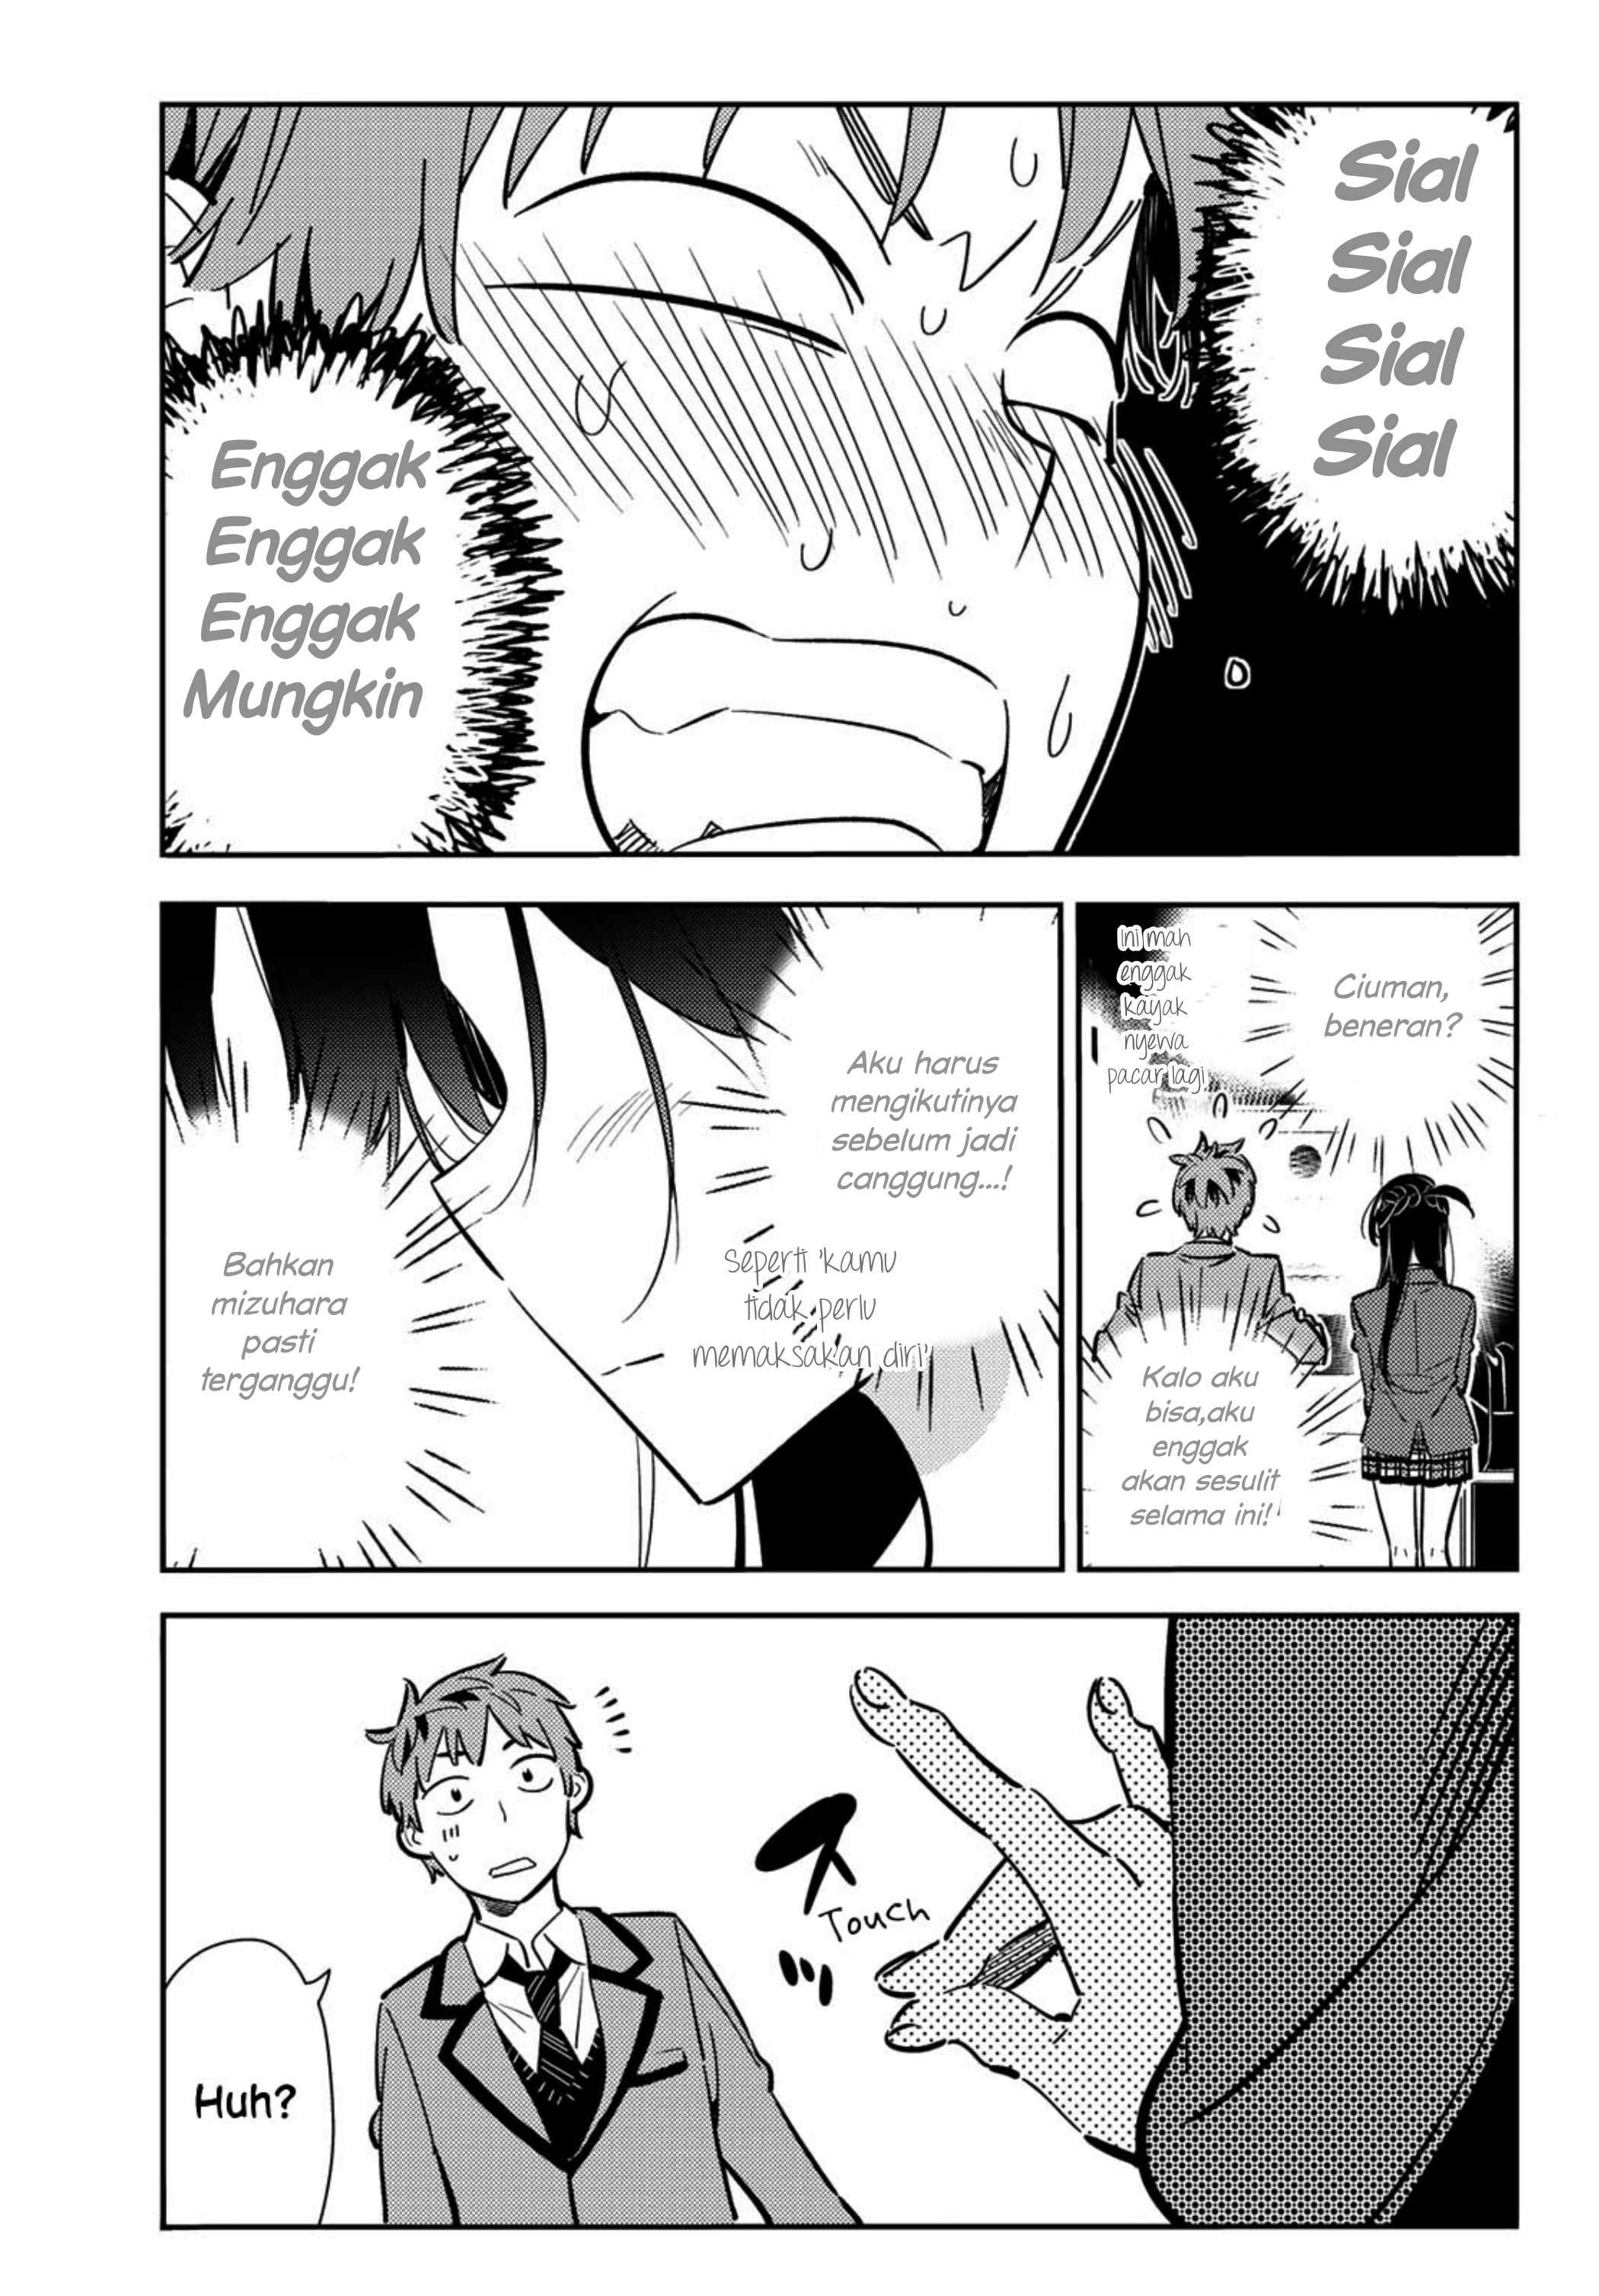 Sial
Sial
Sial
Sial
Enggak
Enggak
Enggak
Mungkin
Ciuman,
beneran?
Ini mah
enggak
kayak
nyewa
pacar lagi
Kalo aku
bisa,aku
enggak
akan sesulit
selama ini!
Aku harus
mengikutinya
sebelum jadi
canggung...!
Seperti 'kamu
tidak perlu
memaksakan diri'
Bahkan
mizuhara
pasti
terganggu!
スッ
Touch
Huh?